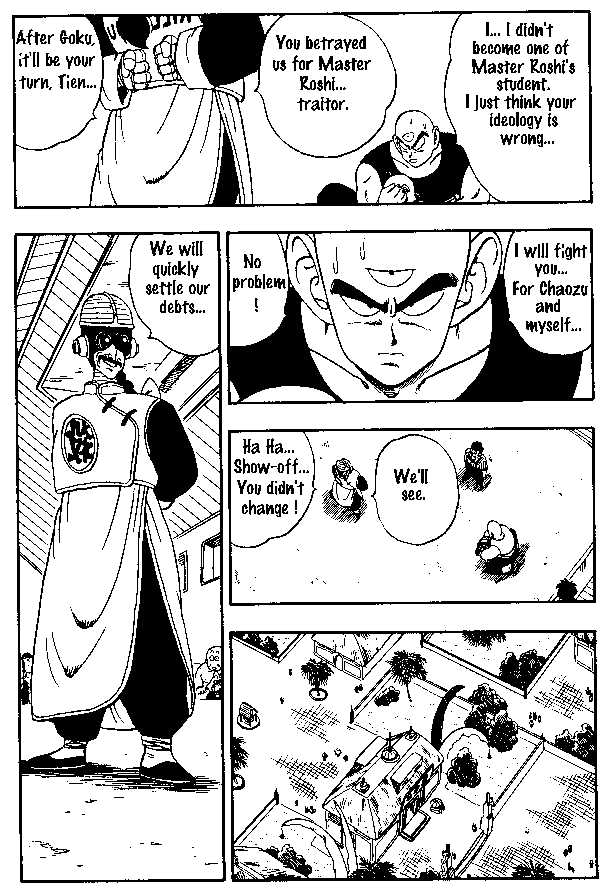 After Goku,
it'll be your
turn, Tien...
You betrayed
us for Master
Roshi...
traitor.
I... I didn't
become one of
Master Roshi's
student.
I just think your
ideology is
wrong...
We will
quickly
settle our
debts...
No
problem
!
I will fight
you...
For Chaozu
and
myself...
Ha Ha...
Show-off...
You didn't
change !
We'll
see.